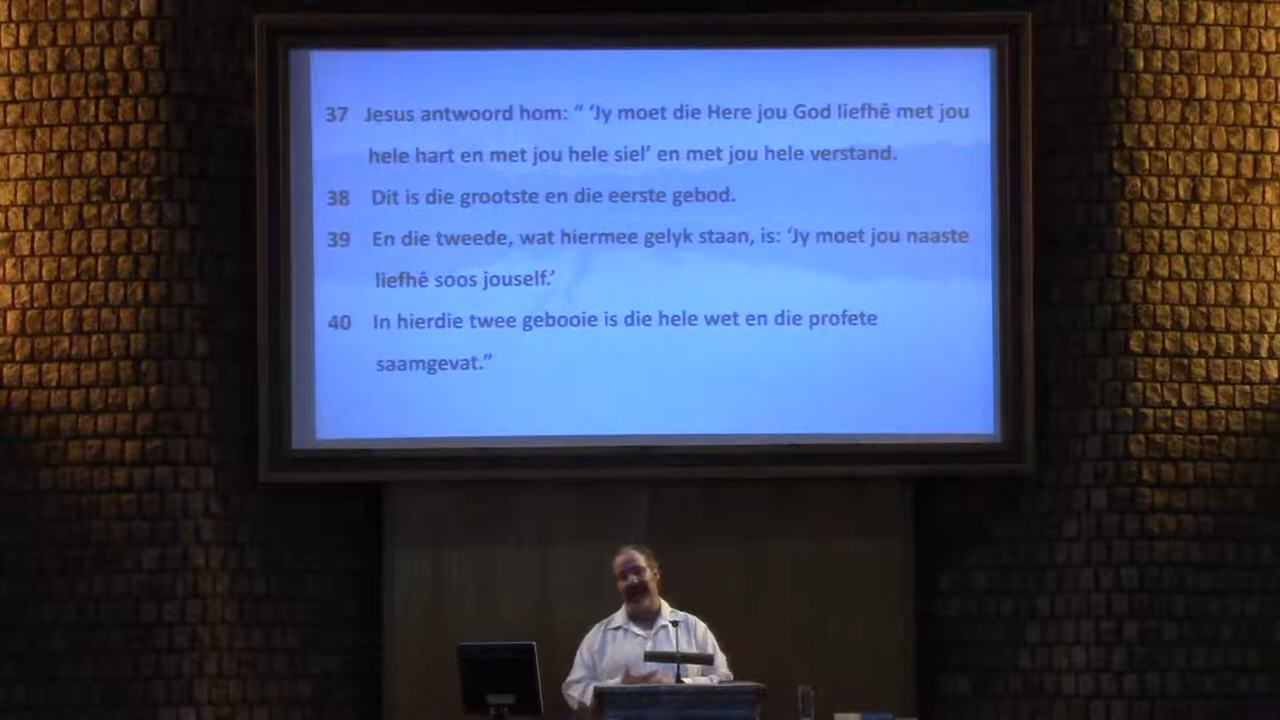 37 Jesus antwoord hom: “ ‘Jy moet die Here jou God liefhê met jou
hele hart en met jou hele siel’ en met jou hele verstand.
38 Dit is die grootste en die eerste gebod.
39 En die tweede, wat hiermee gelyk staan, is: ‘Jy moet jou naaste
liefhê soos jouself.’
40 In hierdie twee gebooie is die hele wet en die profete
saamgevat.”